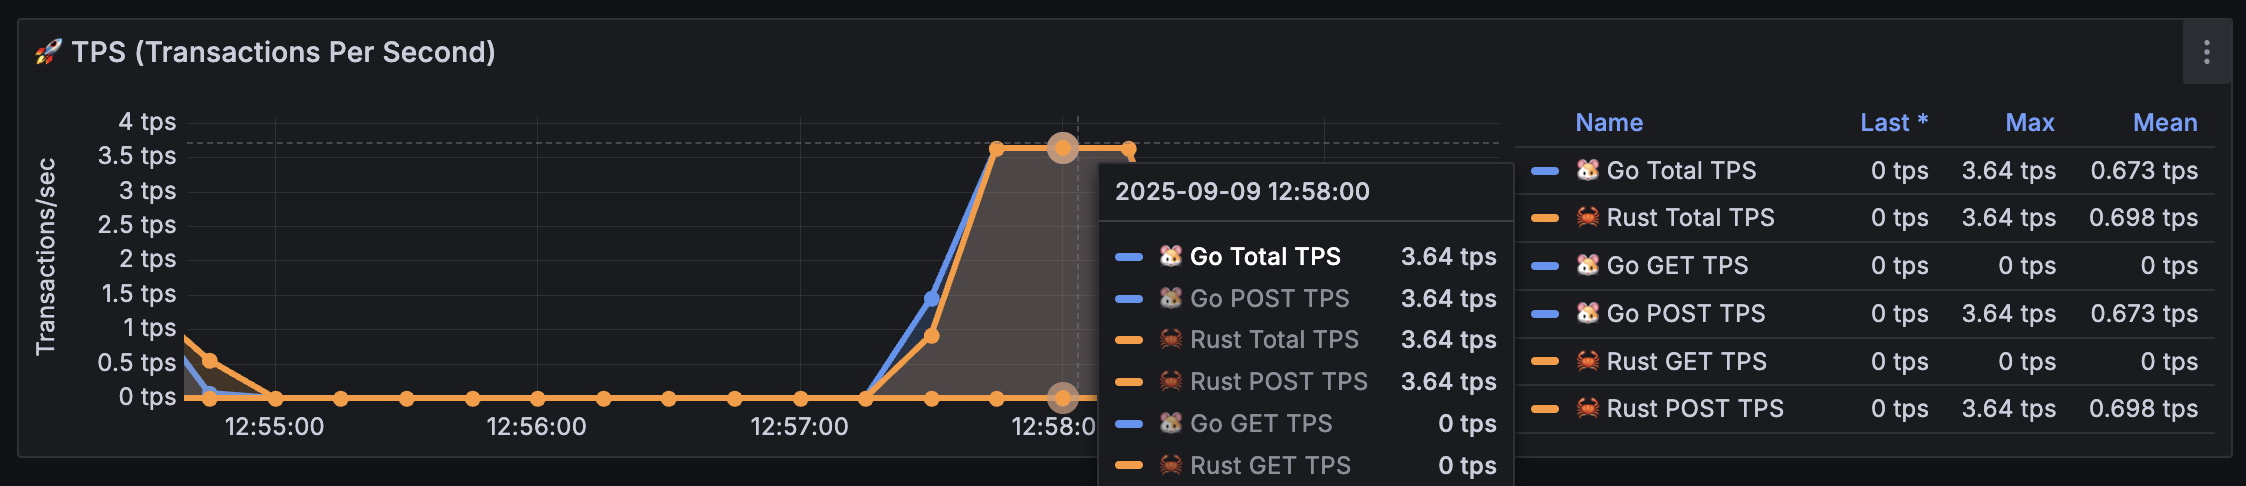 🚀 TPS (Transactions Per Second)
Transactions/sec
4 tps
3.5 tps
3 tps
2.5 tps
2 tps
1.5 tps
1 tps
0.5 tps
0 tps
12:55:00
12:56:00
12:57:00
12:58:0
2025-09-09 12:58:00
🐹 Go Total TPS 3.64 tps
🐹 Go POST TPS 3.64 tps
🦀 Rust Total TPS 3.64 tps
🦀 Rust POST TPS 3.64 tps
🐹 Go GET TPS 0 tps
🦀 Rust GET TPS 0 tps
Name Last * Max Mean
🐹 Go Total TPS 0 tps 3.64 tps 0.673 tps
🦀 Rust Total TPS 0 tps 3.64 tps 0.698 tps
🐹 Go GET TPS 0 tps 0 tps 0 tps
🐹 Go POST TPS 0 tps 3.64 tps 0.673 tps
🦀 Rust GET TPS 0 tps 0 tps 0 tps
🦀 Rust POST TPS 0 tps 3.64 tps 0.698 tps